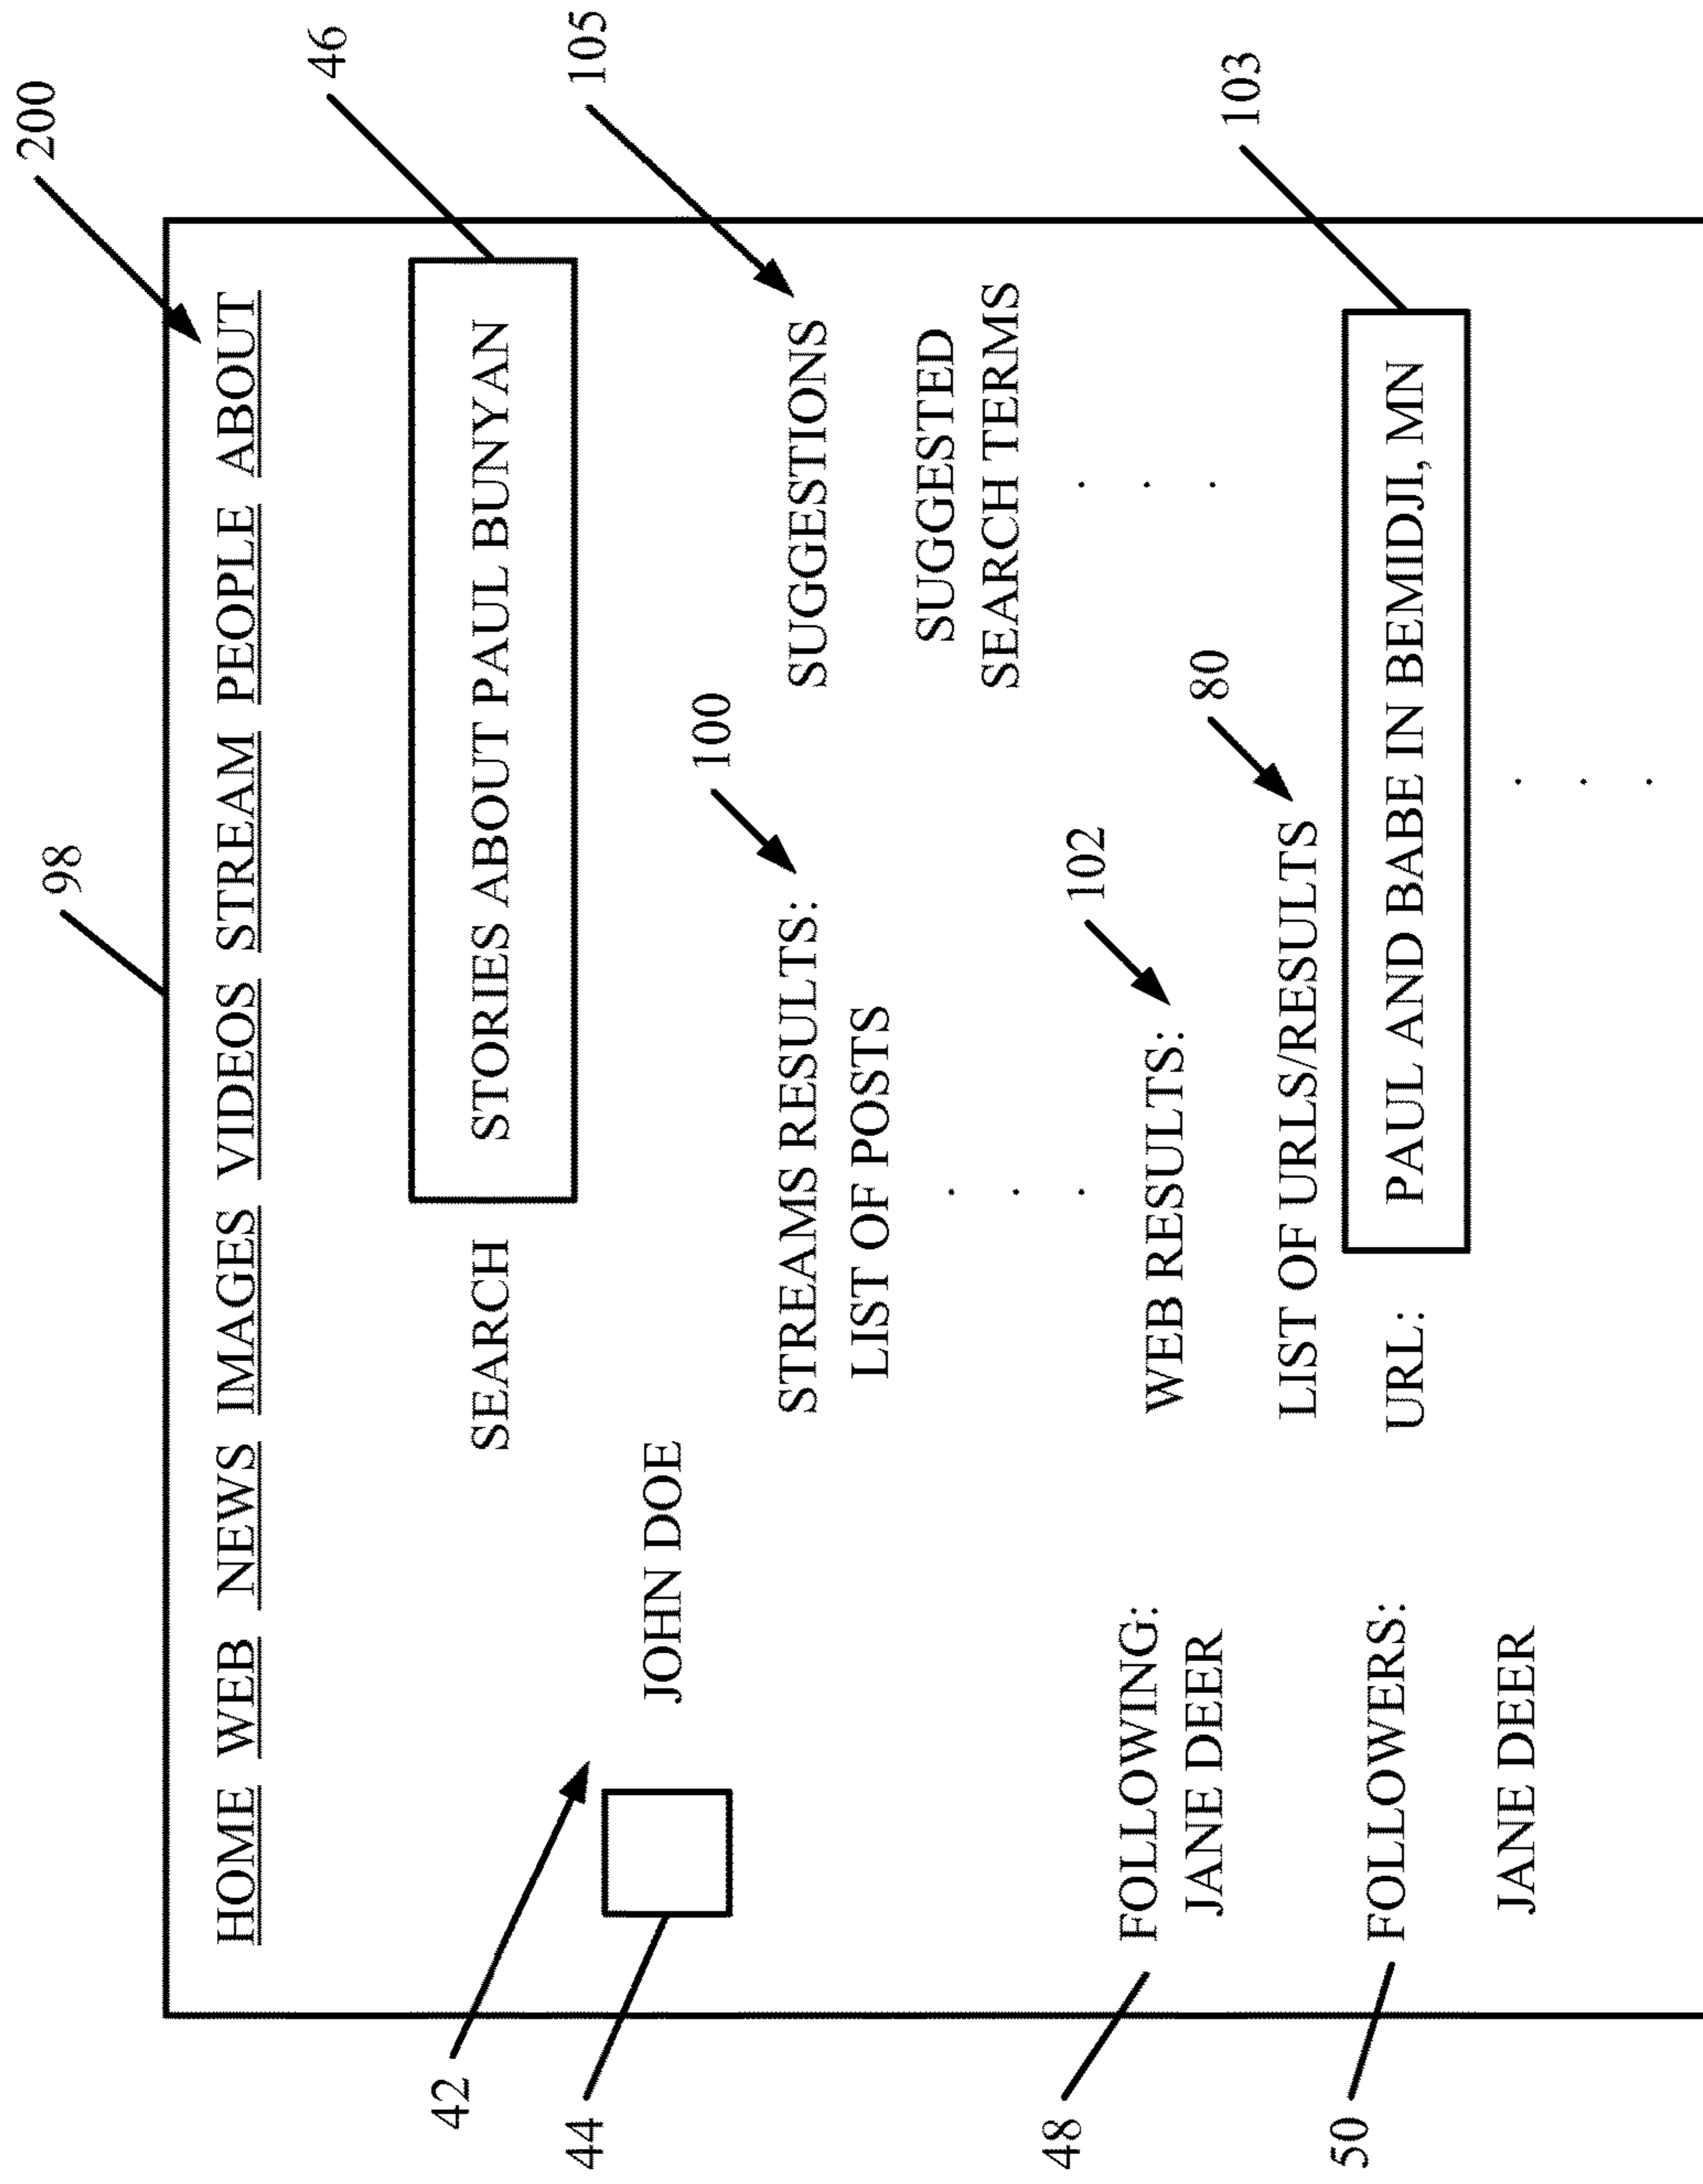 98
200
HOME WEB NEWS IMAGES VIDEOS STREAM PEOPLE ABOUT
46
SEARCH STORIES ABOUT PAUL BUNYAN
42
44
JOHN DOE
100
105
STREAMS RESULTS:
LIST OF POSTS
. . .
SUGGESTIONS
SUGGESTED
SEARCH TERMS
. . .
48
FOLLOWING:
JANE DEER
50
FOLLOWERS:
JANE DEER
102
WEB RESULTS:
80
LIST OF URLS/RESULTS
103
URL: PAUL AND BABE IN BEMIDJI, MN
. . .